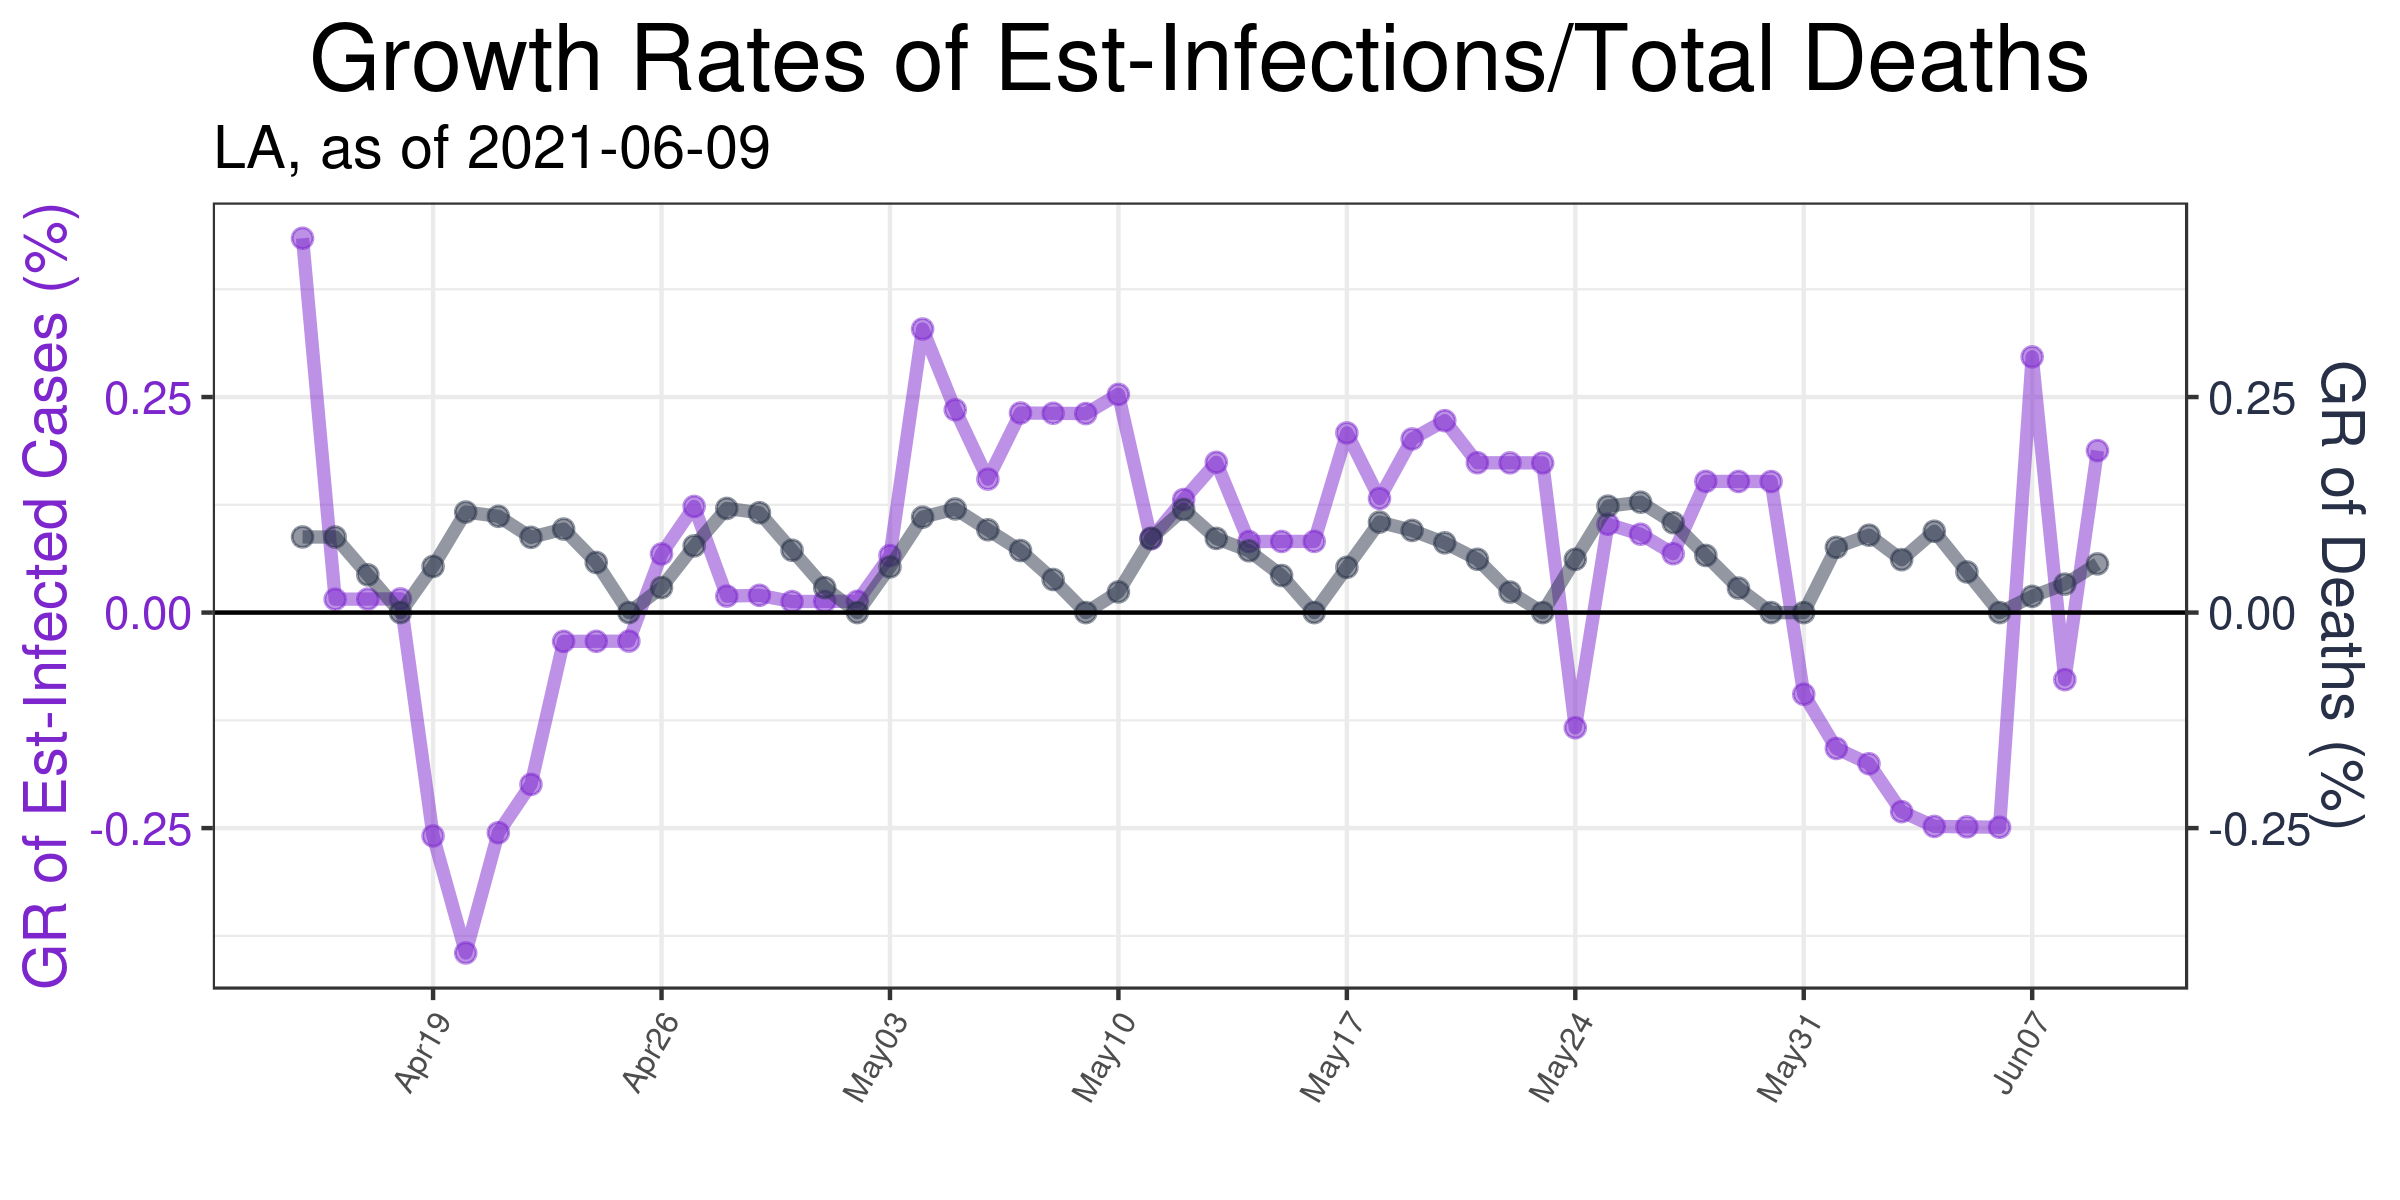 Growth Rates of Est-Infections/Total Deaths
LA, as of 2021-06-09
GR of Est-Infected Cases (%)
0.25
0.00
-0.25
0.25
0.00
-0.25
GR of Deaths (%)
Apr19
Apr26
May03
May10
May17
May24
May31
Jun07